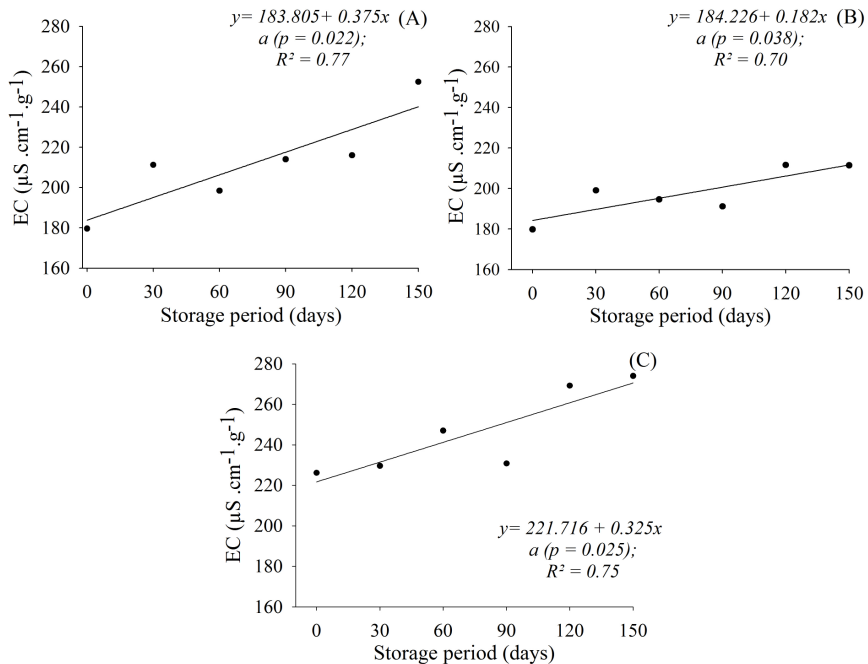 y= 183.805+ 0.375x (A)
a (p = 0.022);
R² = 0.77
280
260
240
220
200
180
160
EC (µS .cm-1.g-1)
0 30 60 90 120 150
Storage period (days)
y= 184.226+ 0.182x (B)
a (p = 0.038);
R² = 0.70
280
260
240
220
200
180
160
EC (µS .cm-1.g-1)
0 30 60 90 120 150
Storage period (days)
(C)
280
260
240
220
200
180
160
EC (µS .cm-1.g-1)
y= 221.716 + 0.325x
a (p = 0.025);
R² = 0.75
0 30 60 90 120 150
Storage period (days)